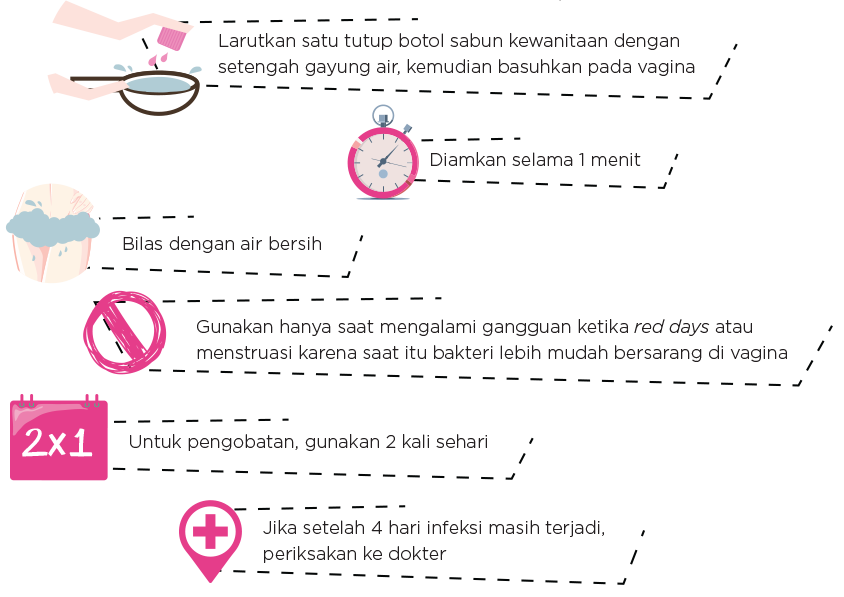 Larutkan satu tutup botol sabun kewanitaan dengan
setengah gayung air, kemudian basuhkan pada vagina
Diamkan selama 1 menit
Bilas dengan air bersih
Gunakan hanya saat mengalami gangguan ketika red days atau
menstruasi karena saat itu bakteri lebih mudah bersarang di vagina
2x1
Untuk pengobatan, gunakan 2 kali sehari
Jika setelah 4 hari infeksi masih terjadi,
periksakan ke dokter